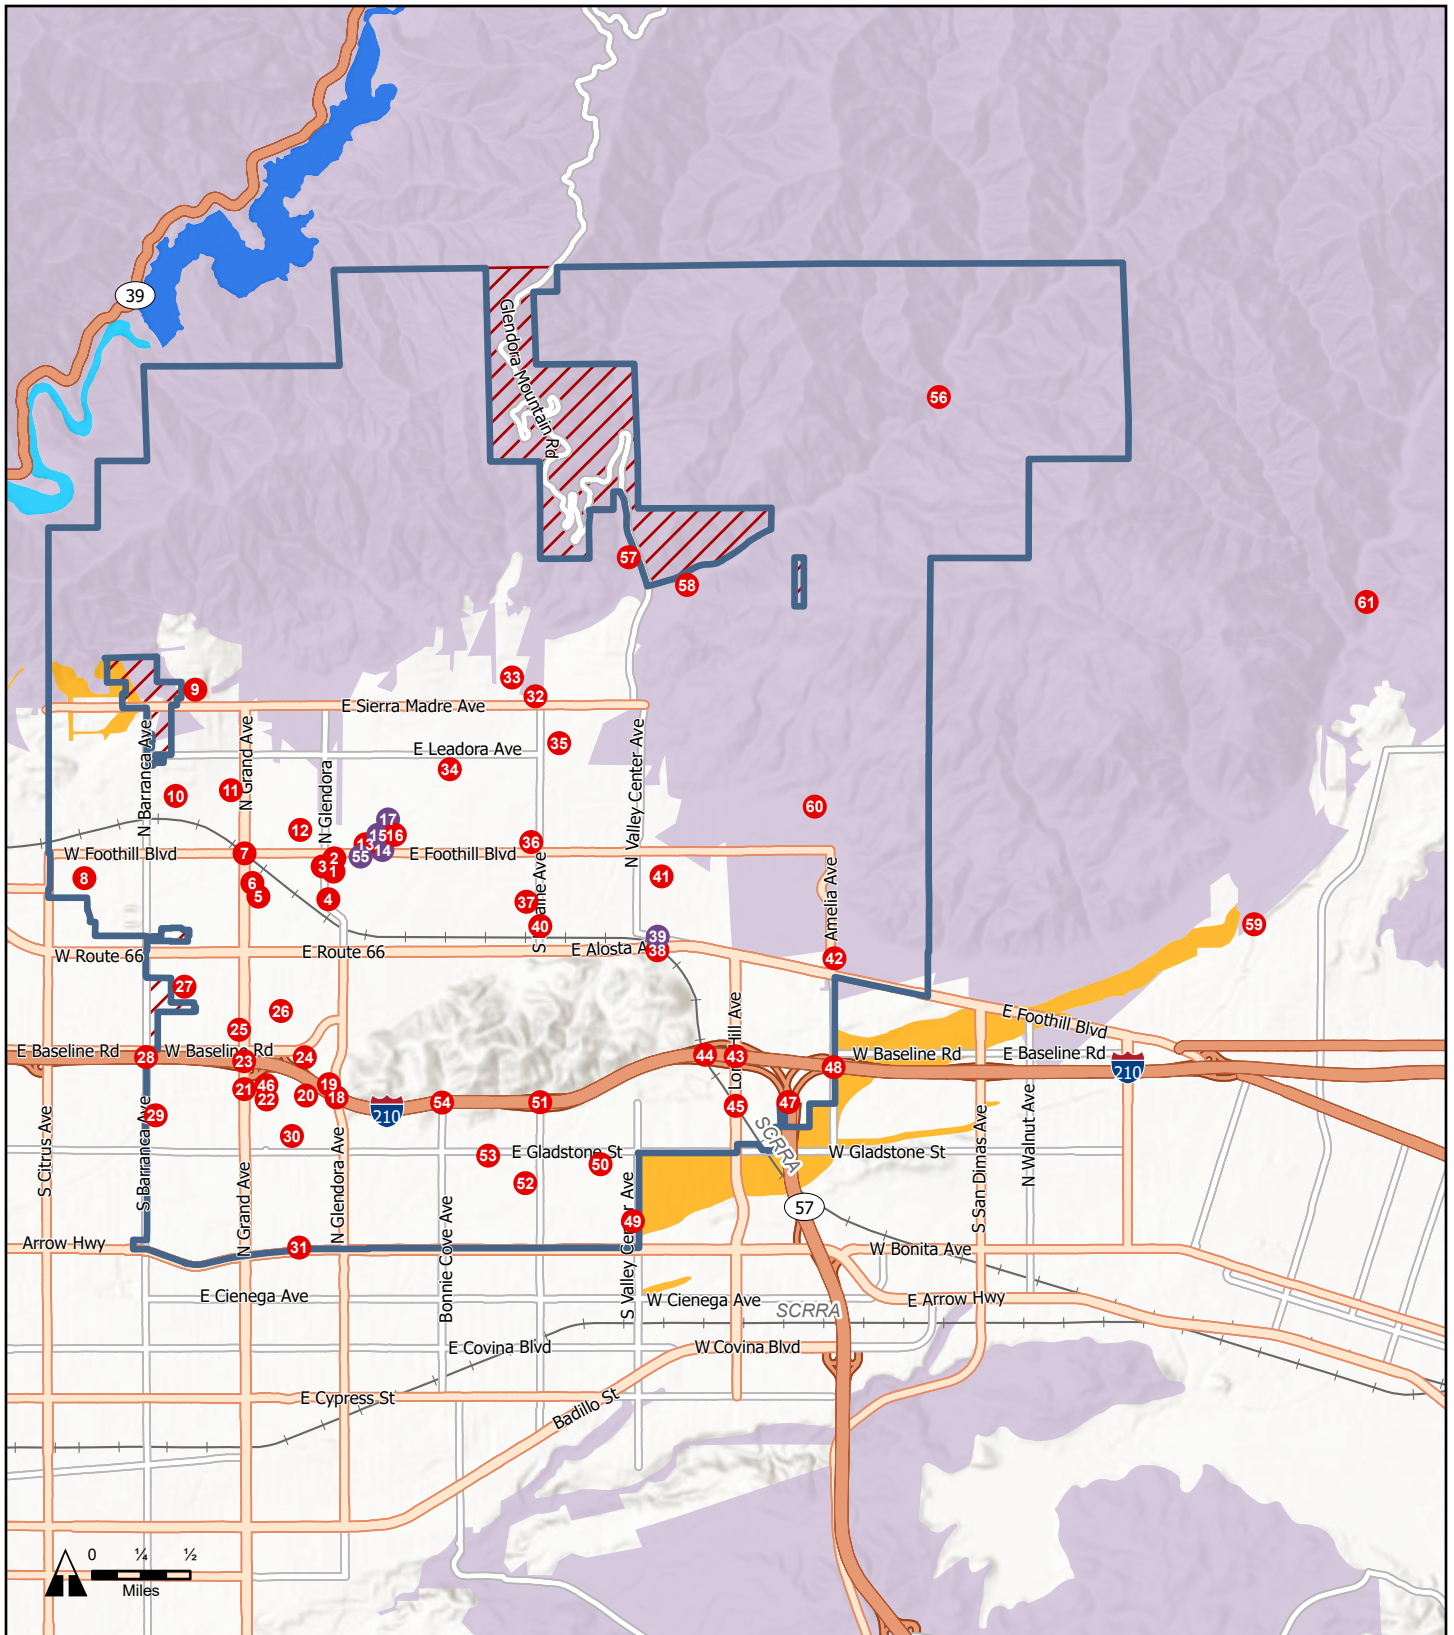 39
Glendora Mountain Rd
56
57
58
61
33
9
32
E Sierra Madre Ave
35
E Leadora Ave
34
N Barranca Ave
N Grand Ave
N Glendora
N Valley Center Ave
10
11
60
12
17
15
16
13
14
55
36
W Foothill Blvd
7
2
3
1
E Foothill Blvd
8
41
6
5
4
37
40
39
38
Amelia Ave
59
W Route 66
E Route 66
E Alosta A
42
27
26
25
E Foothill Blvd
E Baseline Rd
28
W Baseline Rd
23
24
44
43
W Baseline Rd
E Baseline Rd
48
210
21
46
22
20
19
18
210
54
51
45
47
29
30
SCRRA
53
E Gladstone St
50
W Gladstone St
52
S Citrus Ave
S Barranca Ave
N Grand Ave
N Glendora Ave
Bonnie Cove Ave
S San Dimas Ave
N Walnut Ave
49
57
Arrow Hwy
31
W Bonita Ave
E Cienega Ave
W Cienega Ave
E Arrow Hwy
SCRRA
E Covina Blvd
W Covina Blvd
E Cypress St
Badillo St
0 ¼ ½
Miles